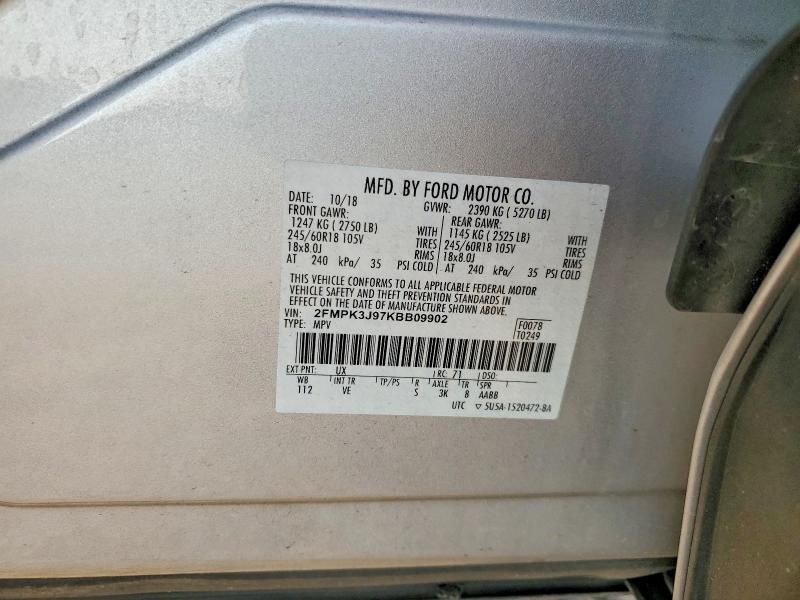 MFD. BY FORD MOTOR CO.
DATE: 10/18 GVWR: 2390 KG ( 5270 LB)
FRONT GAWR: REAR GAWR:
1247 KG ( 2750 LB) WITH 1145 KG ( 2525 LB) WITH
245/60R18 105V TIRES 245/60R18 105V TIRES
18x8.0J RIMS 18x8.0J RIMS
AT 240 kPa/ 35 PSI COLD AT 240 kPa/ 35 PSI COLD
THIS VEHICLE CONFORMS TO ALL APPLICABLE FEDERAL MOTOR
VEHICLE SAFETY AND THEFT PREVENTION STANDARDS IN
EFFECT ON THE DATE OF MANUFACTURE SHOWN ABOVE.
VIN: 2FMPK3J97KBB09902 F0078
TYPE: MPV T0249
EXT PNT: UX RC: 71 DSO:
WB INT TR TP/PS R AXLE TR SPR
112 VE S 3K 8 AABB
UTC ▽ 5U5A-1520472-BA